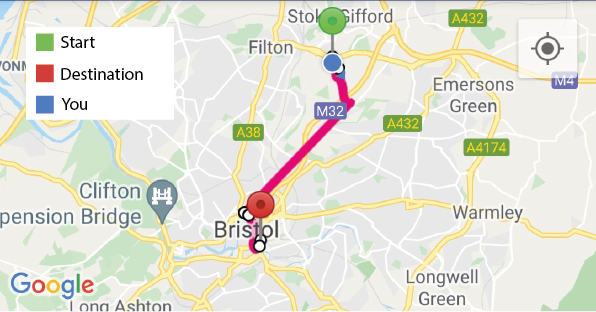 Stoke Gifford
A432
Start
Filton
Destination
M4
Emersons
Green
You
M32
A38
A432
A4174
Clifton
pension Bridge
Warmley
Bristol
Google
Longwell
Green
Long Ashton